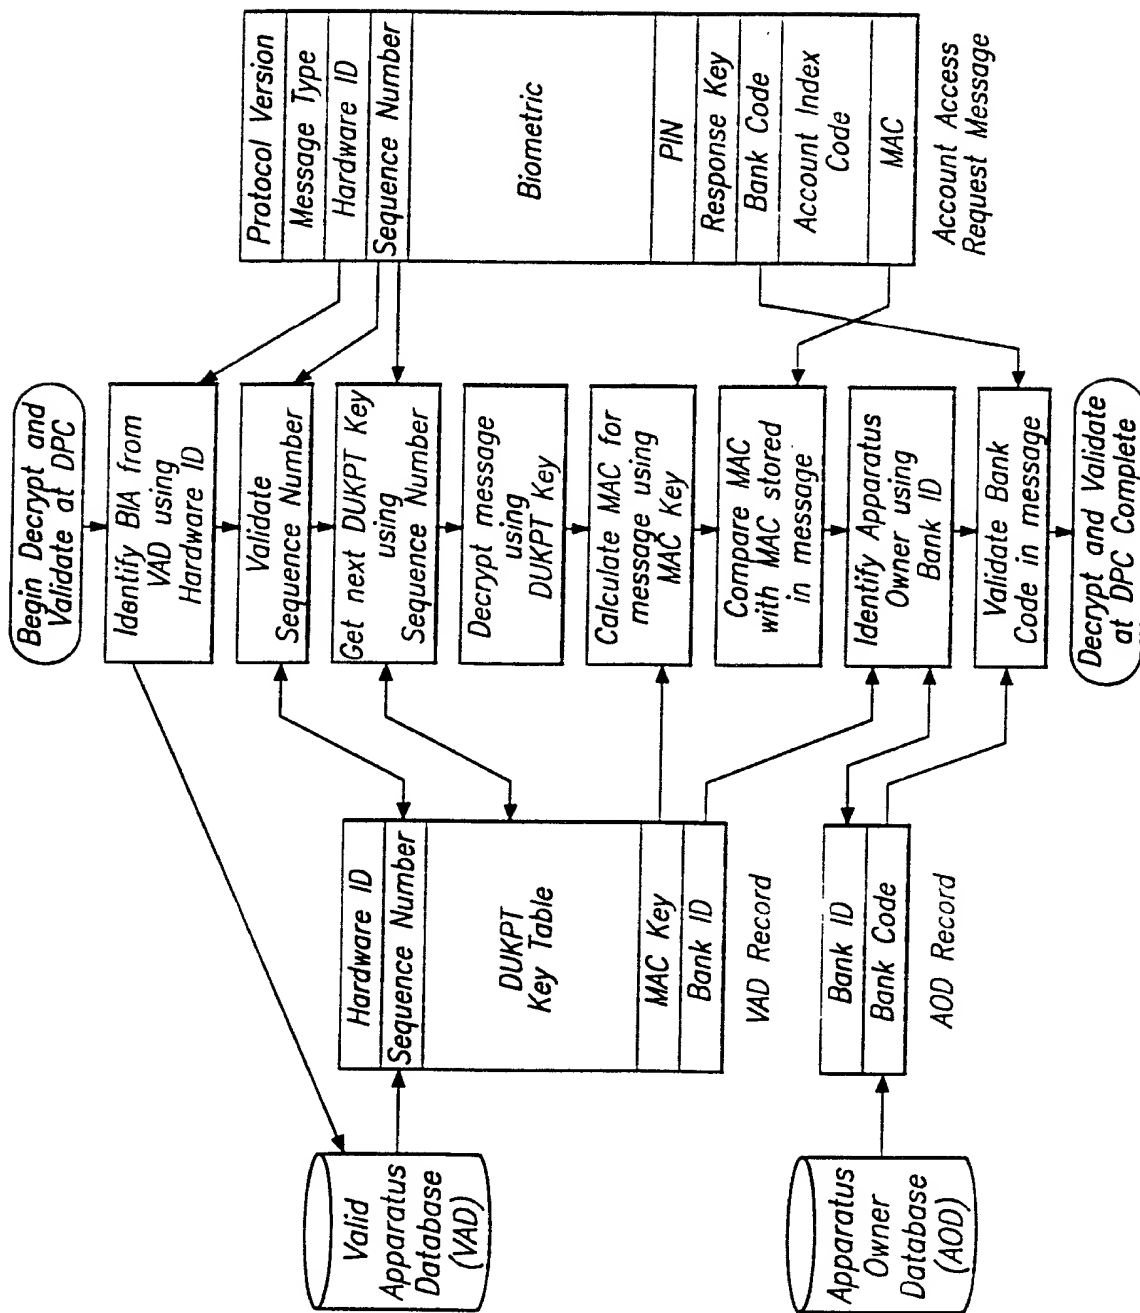 Begin Decrypt and
Validate at DPC
Identify BIA from
VAD using
Hardware ID
Validate
Sequence Number
Get next DUKPT Key
using
Sequence Number
Decrypt message
using
DUKPT Key
Calculate MAC for
message using
MAC Key
Compare MAC
with MAC stored
in message
Identify Apparatus
Owner using
Bank ID
Validate Bank
Code in message
Decrypt and Validate
at DPC Complete
Protocol Version
Message Type
Hardware ID
Sequence Number
Biometric
PIN
Response Key
Bank Code
Account Index
Code
MAC
Account Access
Request Message
Hardware ID
Sequence Number
DUKPT
Key Table
MAC Key
Bank ID
VAD Record
Bank ID
Bank Code
AOD Record
Valid
Apparatus
Database
(VAD)
Apparatus
Owner
Database
(AOD)